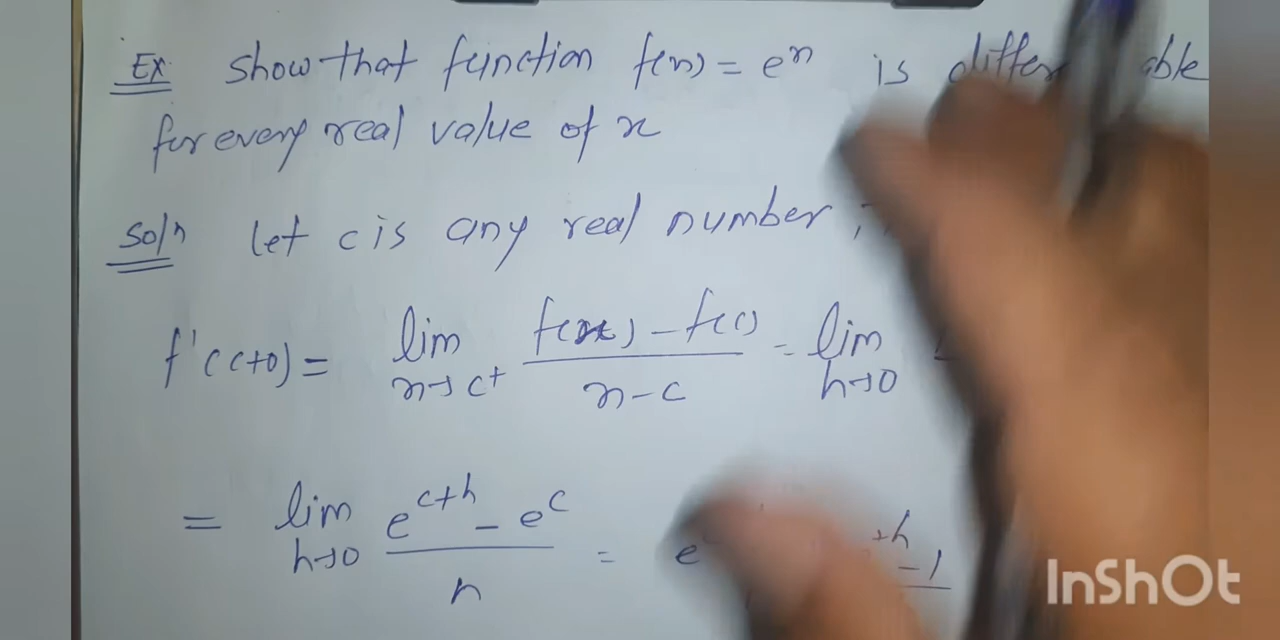 Ex. Show that function f(x) = e^x is
for every real value of x
Soln Let c is any real number,
f'(c+0) = lim x→c+ f(x) - f(c) / x-c = lim h→0
= lim h→0 e^{c+h} - e^c / h =
InShOt